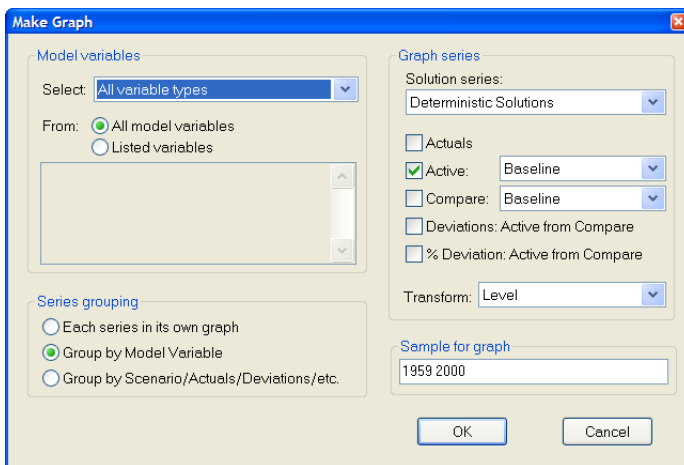 Make Graph
Model variables
Select: All variable types
From: All model variables
Listed variables
Series grouping
Each series in its own graph
Group by Model Variable
Group by Scenario/Actuals/Deviations/etc.
Graph series
Solution series:
Deterministic Solutions
Actuals
Active: Baseline
Compare: Baseline
Deviations: Active from Compare
% Deviation: Active from Compare
Transform: Level
Sample for graph
1959 2000
OK Cancel